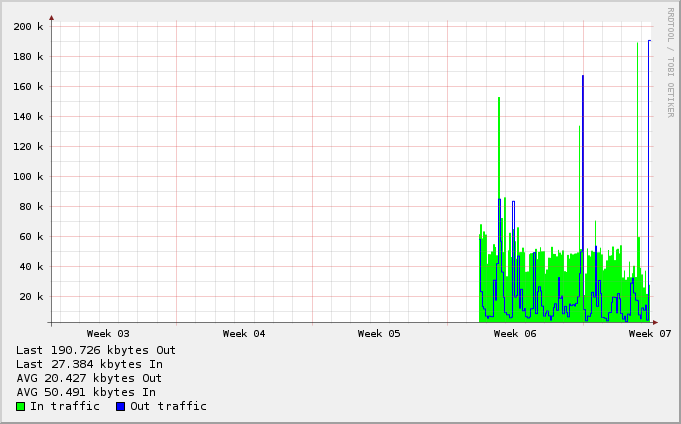 200 k
180 k
160 k
140 k
120 k
100 k
80 k
60 k
40 k
20 k
Week 03 Week 04 Week 05 Week 06 Week 07
RRDTOOL / TOBI OETIKER
Last 190.726 kbytes Out
Last 27.384 kbytes In
AVG 20.427 kbytes Out
AVG 50.491 kbytes In
In traffic Out traffic